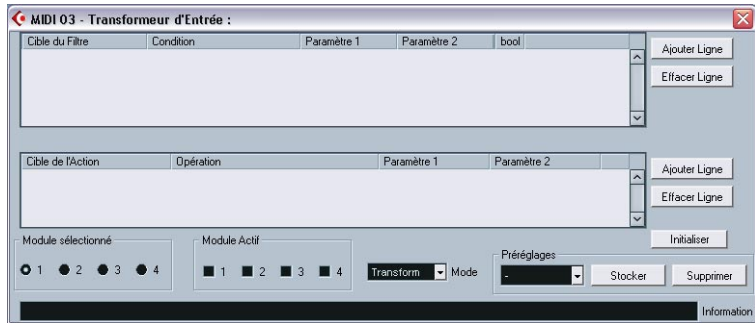 MIDI 03 - Transformeur d'Entrée :
Cible du Filtre Condition Paramètre 1 Paramètre 2 bool
Ajouter Ligne
Effacer Ligne
Cible de l'Action Opération Paramètre 1 Paramètre 2
Ajouter Ligne
Effacer Ligne
Initialiser
Module sélectionné Module Actif Préréglages
1 2 3 4 1 2 3 4 Transform Mode - Stocker Supprimer
Information